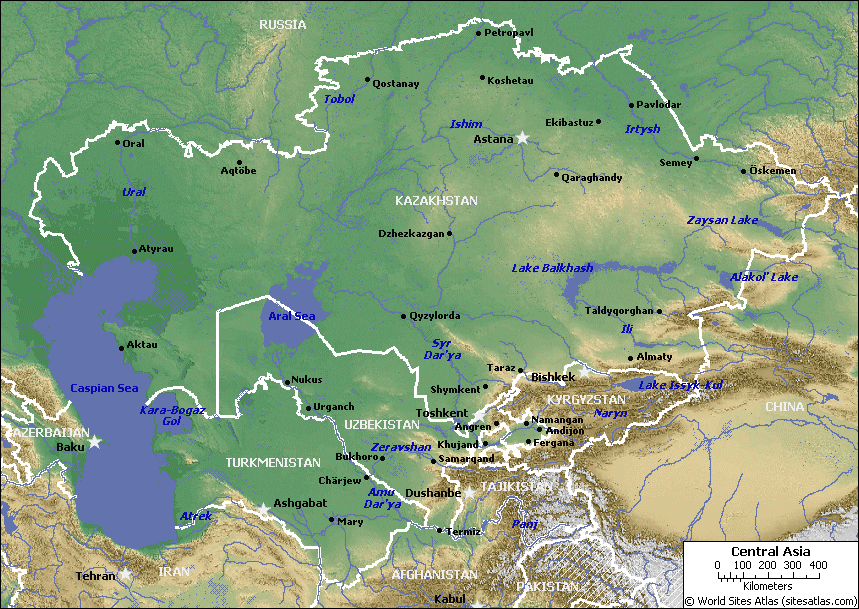 RUSSIA
Petropavl
Qostanay
Koshetau
Tobol
Pavlodar
Ishim
Ekibastuz
Irtysh
Astana
Oral
Semey
Aqtöbe
Öskemen
Qaraghandy
Ural
KAZAKHSTAN
Zaysan Lake
Dzhezkazgan
Atyrau
Lake Balkhash
Alakol' Lake
Taldyqorghan
Aral Sea
Qyzylorda
Ili
Aktau
Syr
Dar'ya
Almaty
Taraz
Bishkek
Nukus
Lake Issyk-Kul
Caspian Sea
Shymkent
KYRGYZSTAN
Kara-Bogaz
Gol
Urganch
Toshkent
Naryn
CHINA
Namangan
UZBEKISTAN
Angren
Andijon
AZERBAIJAN
Khujand
Fergana
Baku
Zeravshan
Bukhoro
Samarqand
TURKMENISTAN
Chärjew
TAJIKISTAN
Amu
Dar'ya
Dushanbe
Ashgabat
Atrek
Mary
Panj
Termiz
Tehran
IRAN
AFGHANISTAN
PAKISTAN
Kabul
Central Asia
0 100 200 300 400
Kilometers
© World Sites Atlas (sitesatlas.com)